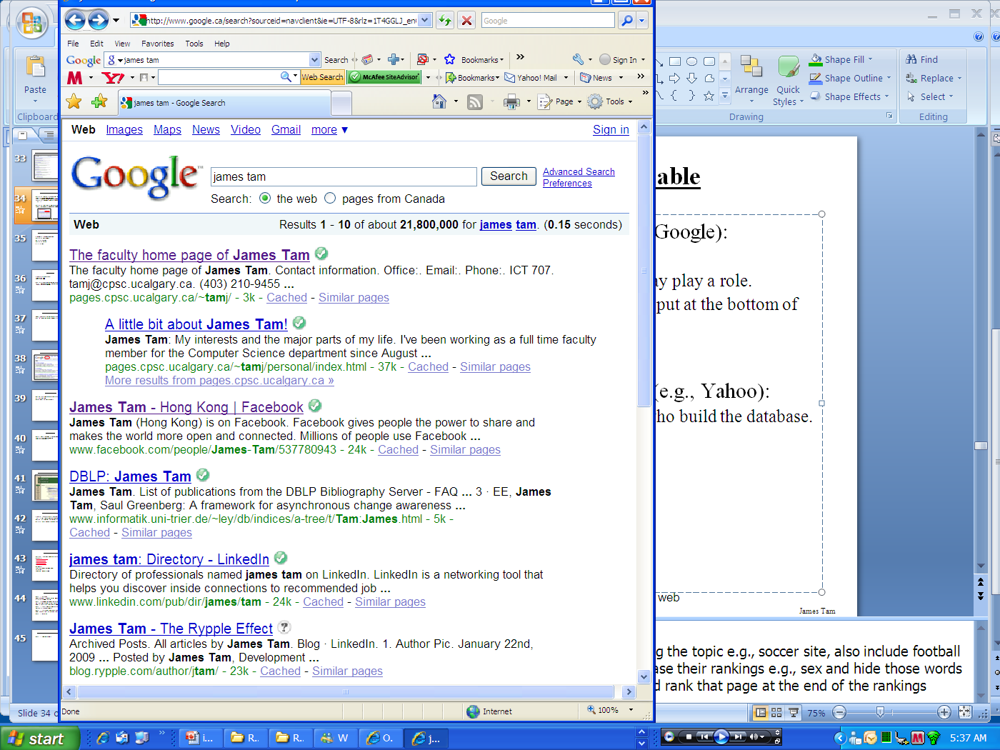 http://www.google.ca/search?sourceid=navclient&ie=UTF-8&rlz=1T4GGLJ_en
Google
File Edit View Favorites Tools Help
Google
james tam
Search
Bookmarks
Sign In
Web Search
McAfee SiteAdvisor
Bookmarks
Yahoo! Mail
News
james tam - Google Search
Page
Tools
Web Images Maps News Video Gmail more ▼
Sign in
Google™
james tam
Search
Advanced Search
Preferences
Search: the web pages from Canada
Web
Results 1 - 10 of about 21,800,000 for james tam. (0.15 seconds)
The faculty home page of James Tam
The faculty home page of James Tam. Contact information. Office:. Email:. Phone:. ICT 707.
tamj@cpsc.ucalgary.ca. (403) 210-9455 ...
pages.cpsc.ucalgary.ca/~tamj/ - 3k - Cached - Similar pages
A little bit about James Tam!
James Tam: My interests and the major parts of my life. I've been working as a full time faculty
member for the Computer Science department since August ...
pages.cpsc.ucalgary.ca/~tamj/personal/index.html - 37k - Cached - Similar pages
More results from pages.cpsc.ucalgary.ca »
James Tam - Hong Kong | Facebook
James Tam (Hong Kong) is on Facebook. Facebook gives people the power to share and
makes the world more open and connected. Millions of people use Facebook ...
www.facebook.com/people/James-Tam/537780943 - 24k - Cached - Similar pages
DBLP: James Tam
James Tam. List of publications from the DBLP Bibliography Server - FAQ ... 3 · EE, James
Tam, Saul Greenberg: A framework for asynchronous change awareness ...
www.informatik.uni-trier.de/~ley/db/indices/a-tree/t/Tam:James.html - 5k -
Cached - Similar pages
james tam: Directory - LinkedIn
Directory of professionals named james tam on LinkedIn. LinkedIn is a networking tool that
helps you discover inside connections to recommended job ...
www.linkedin.com/pub/dir/james/tam - 24k - Cached - Similar pages
James Tam - The Rypple Effect
Archived Posts. All articles by James Tam. Blog · LinkedIn. 1. Author Pic. January 22nd,
2009 ... Posted by James Tam, Development ...
blog.rypple.com/author/jtam/ - 23k - Cached - Similar pages
Done
Internet
100%
Paste
Clipboard
33
34
35
36
37
38
39
40
41
42
43
44
45
Slide 34 o
Arrange
Quick
Styles
Shape Fill
Shape Outline
Shape Effects
Drawing
Find
Replace
Select
Editing
able
Google):
ay play a role.
put at the bottom of
(e.g., Yahoo):
ho build the database.
web
James Tam
g the topic e.g., soccer site, also include football
ase their rankings e.g., sex and hide those words
d rank that page at the end of the rankings
75%
start
i...
R..
R..
W
O.
j...
5:37 AM